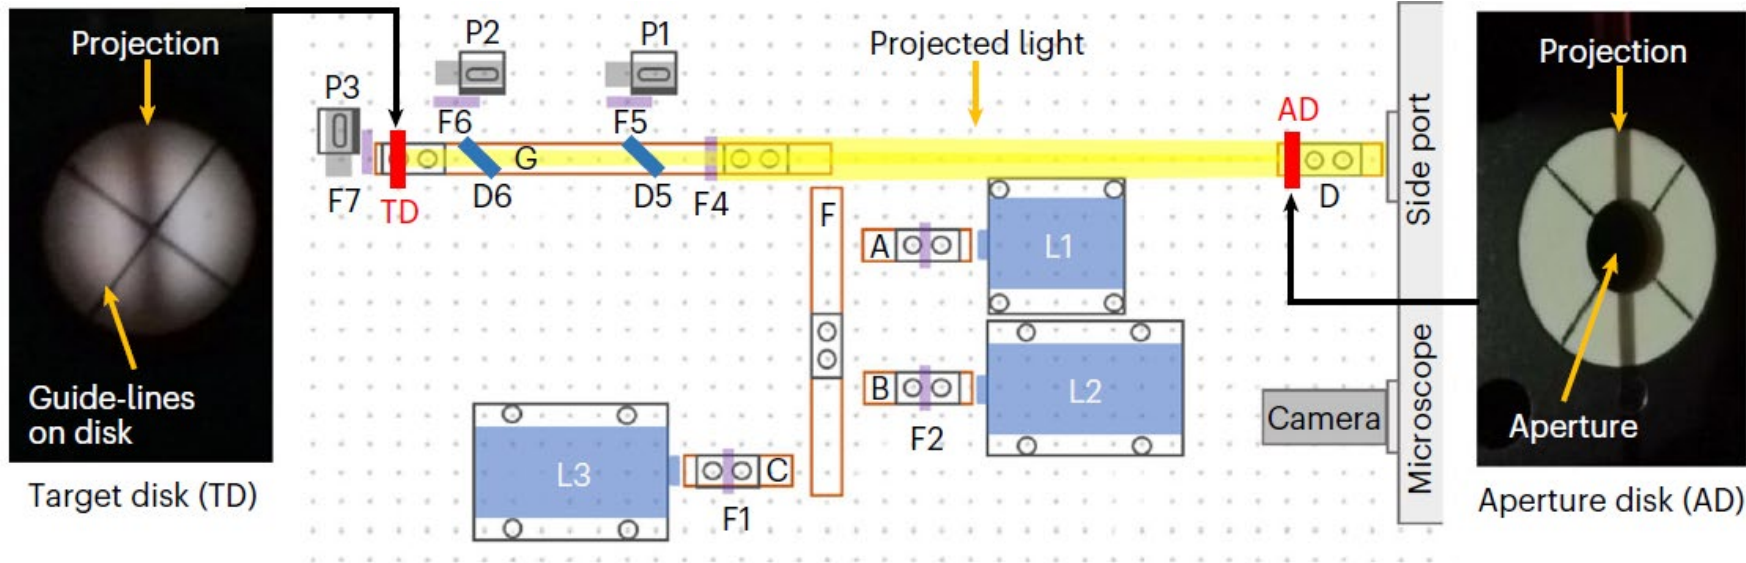 Projection
Guide-lines
on disk
Target disk (TD)
P3
P2
P1
Projected light
F6
F5
G
F7
TD
D6
D5
F4
F
A
L1
AD
D
Side port
B
L2
F2
Camera
Microscope
L3
C
F1
Projection
Aperture
Aperture disk (AD)